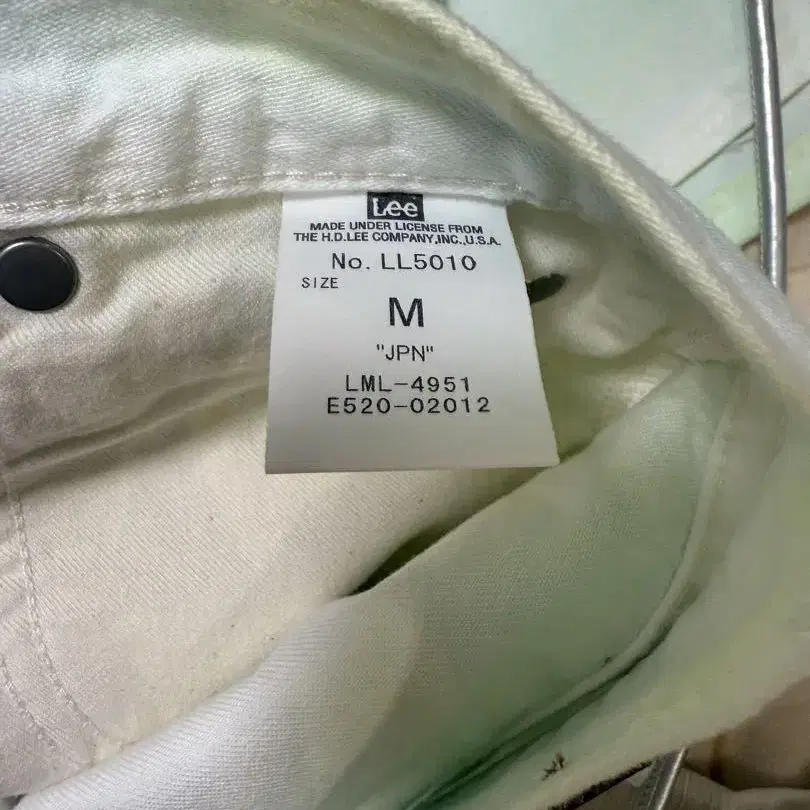 Lee
MADE UNDER LICENSE FROM
THE H.D.LEE COMPANY,INC.,U.S.A.
No. LL5010
SIZE
M
"JPN"
LML-4951
E520-02012